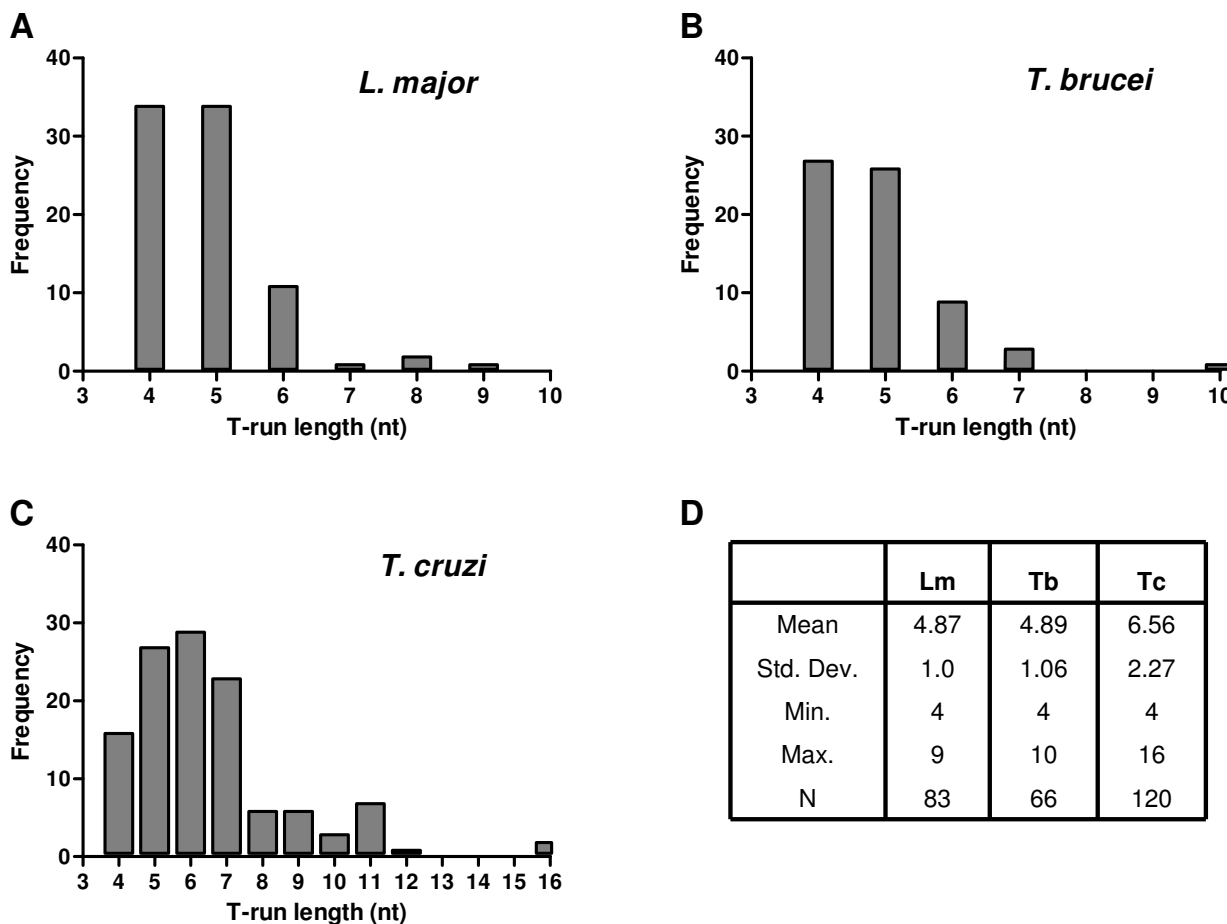 A
L. major
Frequency
40
30
20
10
0
3 4 5 6 7 8 9 10
T-run length (nt)
B
T. brucei
Frequency
40
30
20
10
0
3 4 5 6 7 8 9 10
T-run length (nt)
C
T. cruzi
Frequency
40
30
20
10
0
3 4 5 6 7 8 9 10 11 12 13 14 15 16
T-run length (nt)
D
Lm Tb Tc
Mean 4.87 4.89 6.56
Std. Dev. 1.0 1.06 2.27
Min. 4 4 4
Max. 9 10 16
N 83 66 120